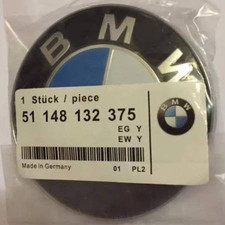 BMW
1 Stück / piece
51 148 132 375
EG Y
EW Y
BMW
Made in Germany
01 PL2